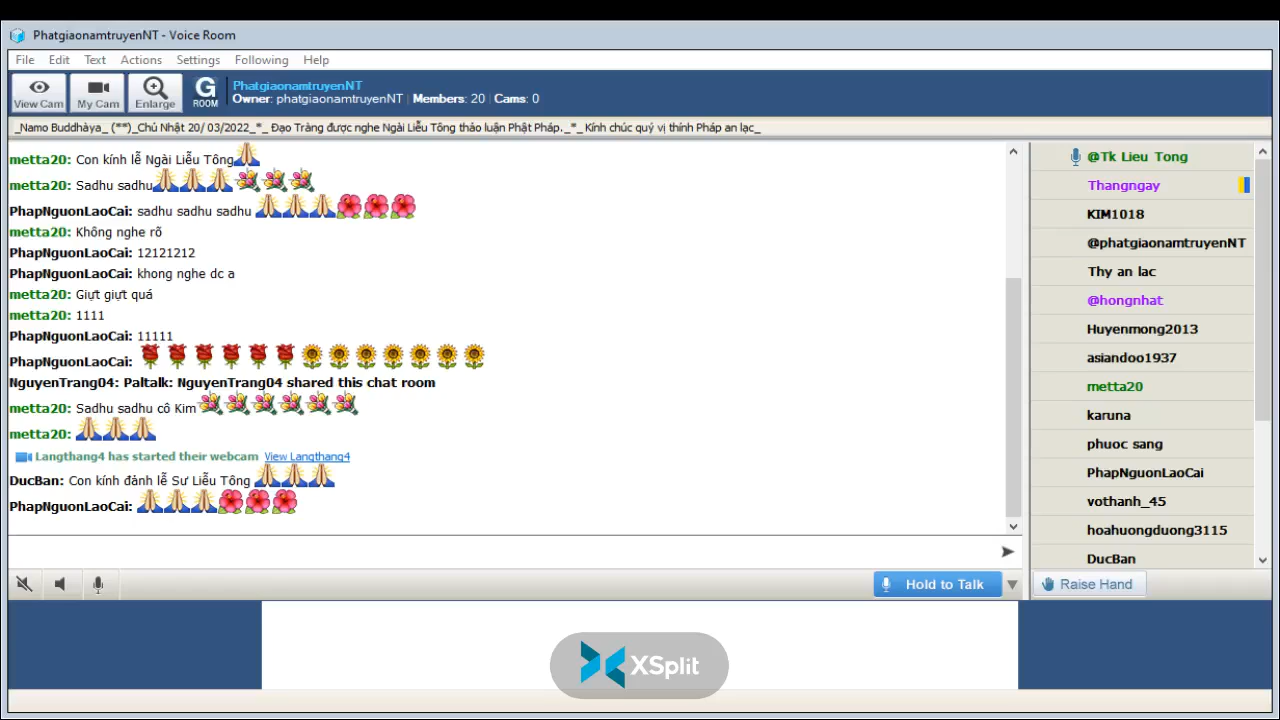 PhatgiaonamtruyenNT - Voice Room
File Edit Text Actions Settings Following Help
View Cam My Cam Enlarge G ROOM
PhatgiaonamtruyenNT
Owner: phatgiaonamtruyenNT | Members: 20 | Cams: 0
_Namo Buddhàya_ (**)_Chủ Nhật 20/ 03/2022_*_ Đạo Tràng được nghe Ngài Liễu Tông thảo luận Phật Pháp._*_ Kính chúc quý vị thính Pháp an lạc_
metta20: Con kính lễ Ngài Liễu Tông
metta20: Sadhu sadhu
PhapNguonLaoCai: sadhu sadhu sadhu
metta20: Không nghe rõ
PhapNguonLaoCai: 12121212
PhapNguonLaoCai: khong nghe dc a
metta20: Giựt giựt quá
metta20: 1111
PhapNguonLaoCai: 11111
PhapNguonLaoCai:
NguyenTrang04: Paltalk: NguyenTrang04 shared this chat room
metta20: Sadhu sadhu cô Kim
metta20:
Langthang4 has started their webcam View Langthang4
DucBan: Con kính đảnh lễ Sư Liễu Tông
PhapNguonLaoCai:
@Tk Lieu Tong
Thangngay
KIM1018
@phatgiaonamtruyenNT
Thy an lac
@hongnhat
Huyenmong2013
asiandoo1937
metta20
karuna
phuoc sang
PhapNguonLaoCai
vothanh_45
hoahuongduong3115
DucBan
Hold to Talk
Raise Hand
XSplit